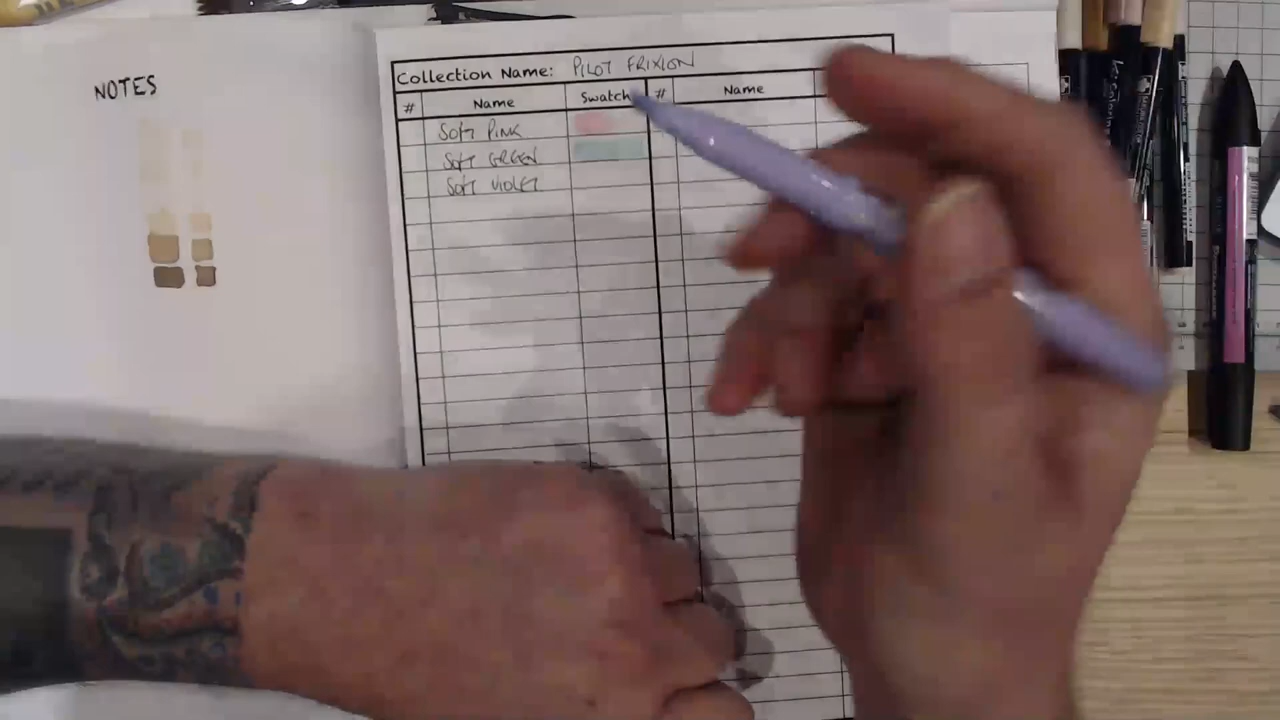 NOTES
Collection Name: PILOT FRIXION
# Name Swatch # Name
SOFT PINK
SOFT GREEN
SOFT VIOLET